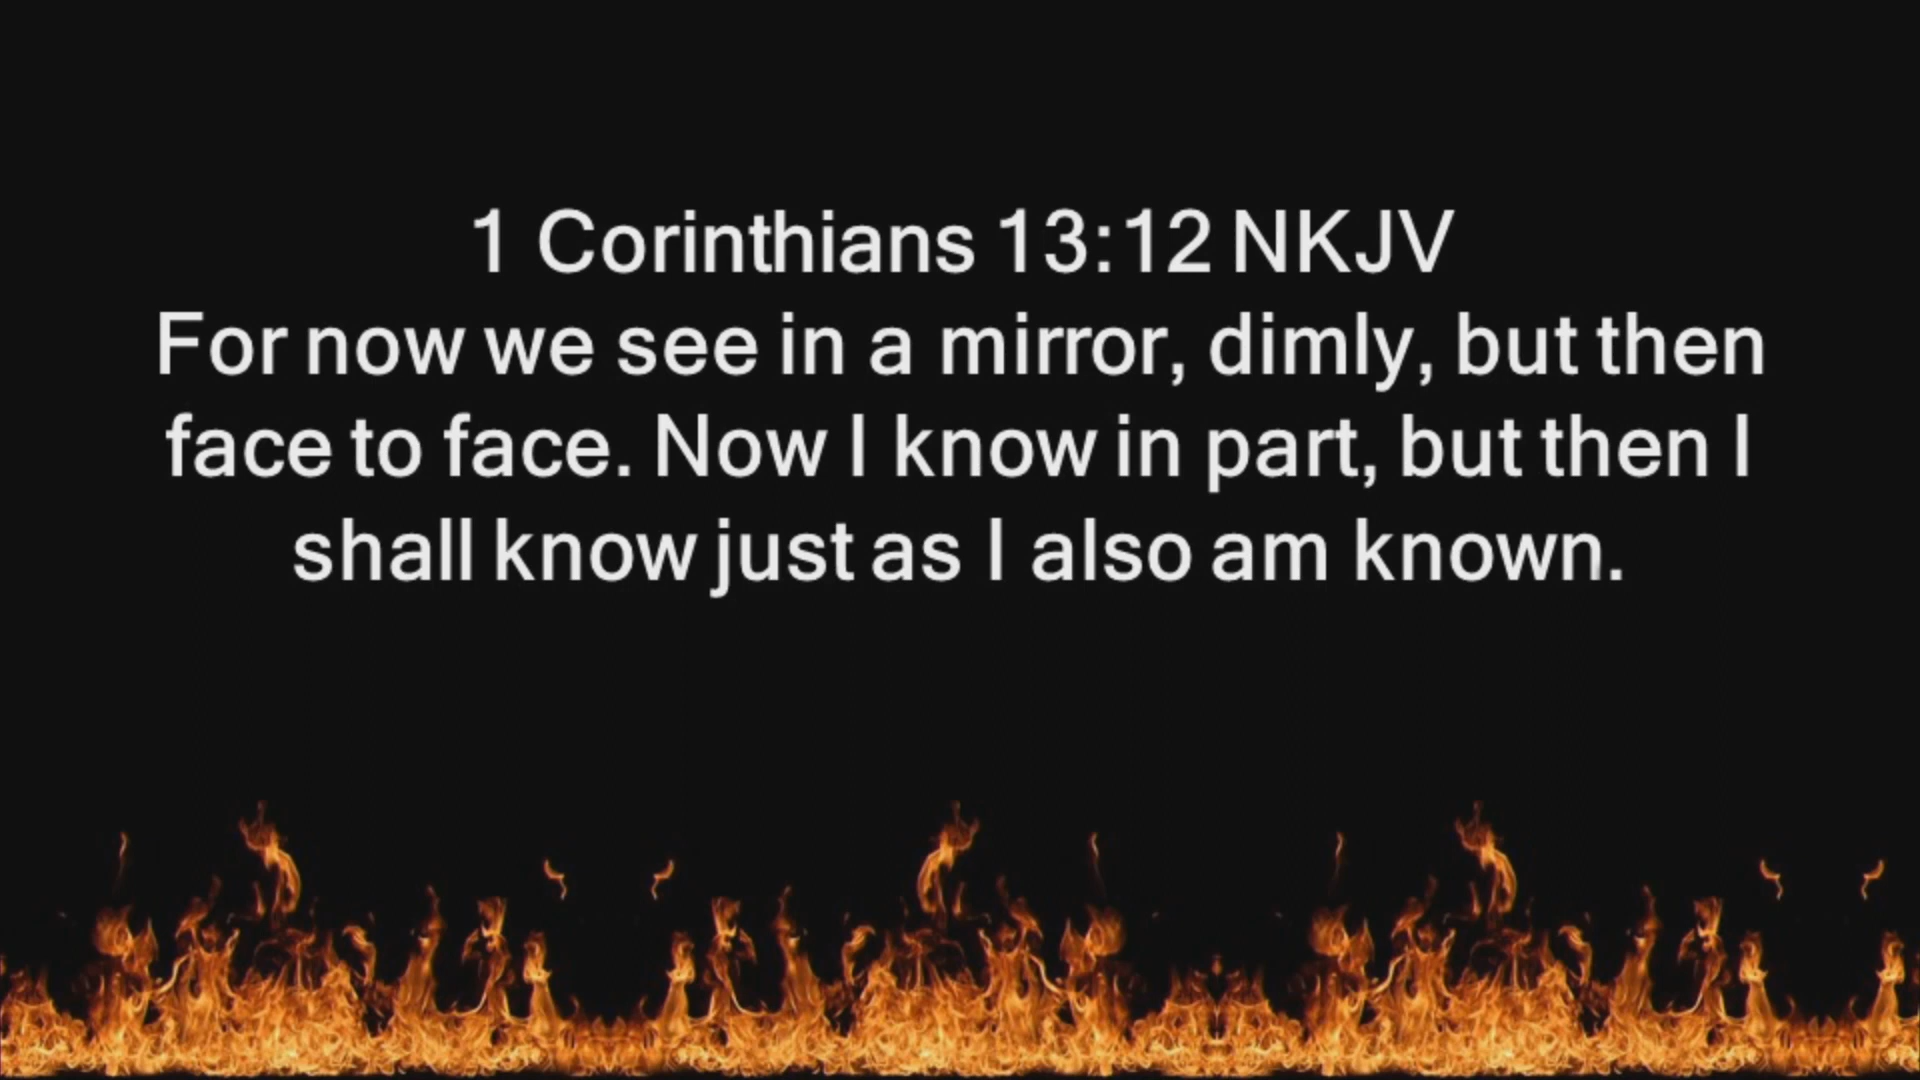 1 Corinthians 13:12 NKJV
For now we see in a mirror, dimly, but then
face to face. Now I know in part, but then I
shall know just as I also am known.